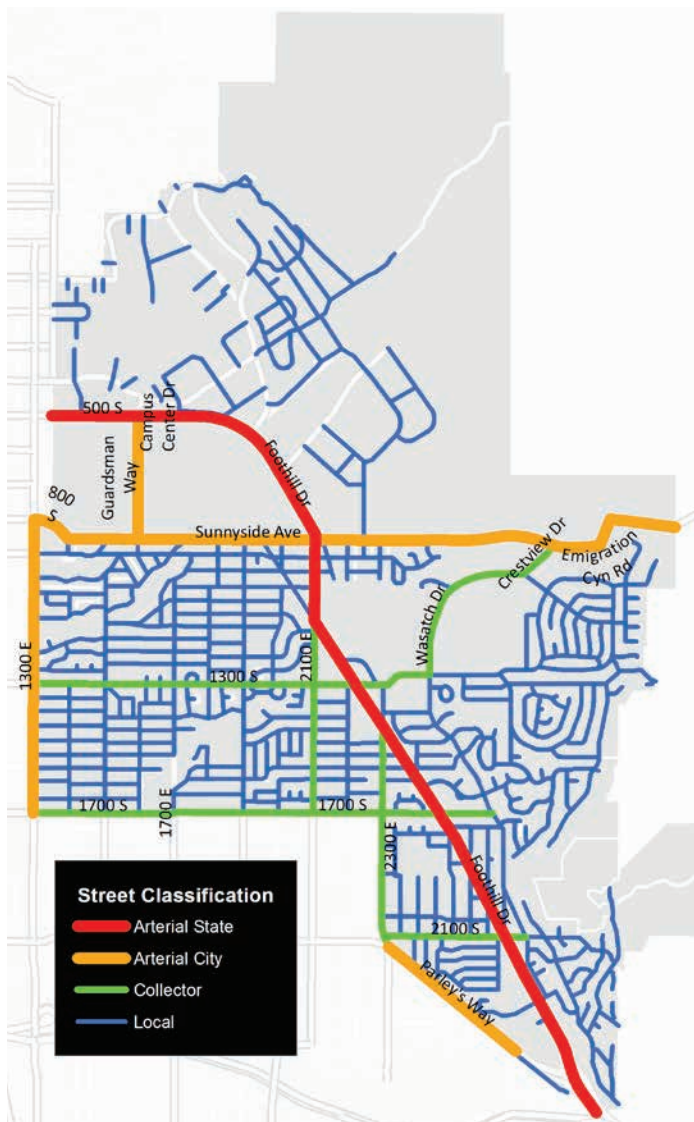 500 S
Campus
Center Dr
Guardsman
Way
Foothill Dr
800
S
Sunnyside Ave
Crestview Dr
Emigration
Cyn Rd
Wasatch Dr
1300 E
2100 E
1300 S
1700 S
1700 E
1700 S
2300 E
Foothill Dr
2100 S
Parley's Way
Street Classification
Arterial State
Arterial City
Collector
Local